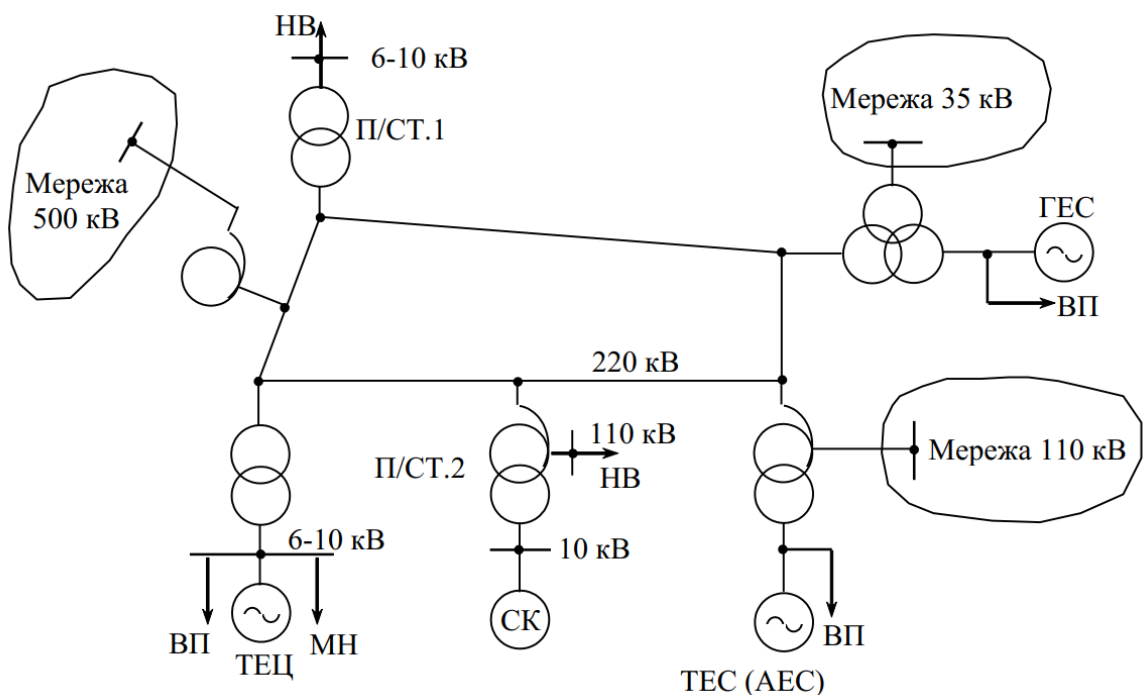 НВ
6-10 кВ
П/СТ.1
Мережа
500 кВ
Мережа 35 кВ
ГЕС
ВП
220 кВ
110 кВ
НВ
П/СТ.2
Мережа 110 кВ
6-10 кВ
10 кВ
СК
ВП
МН
ТЕЦ
ВП
ТЕС (АЕС)